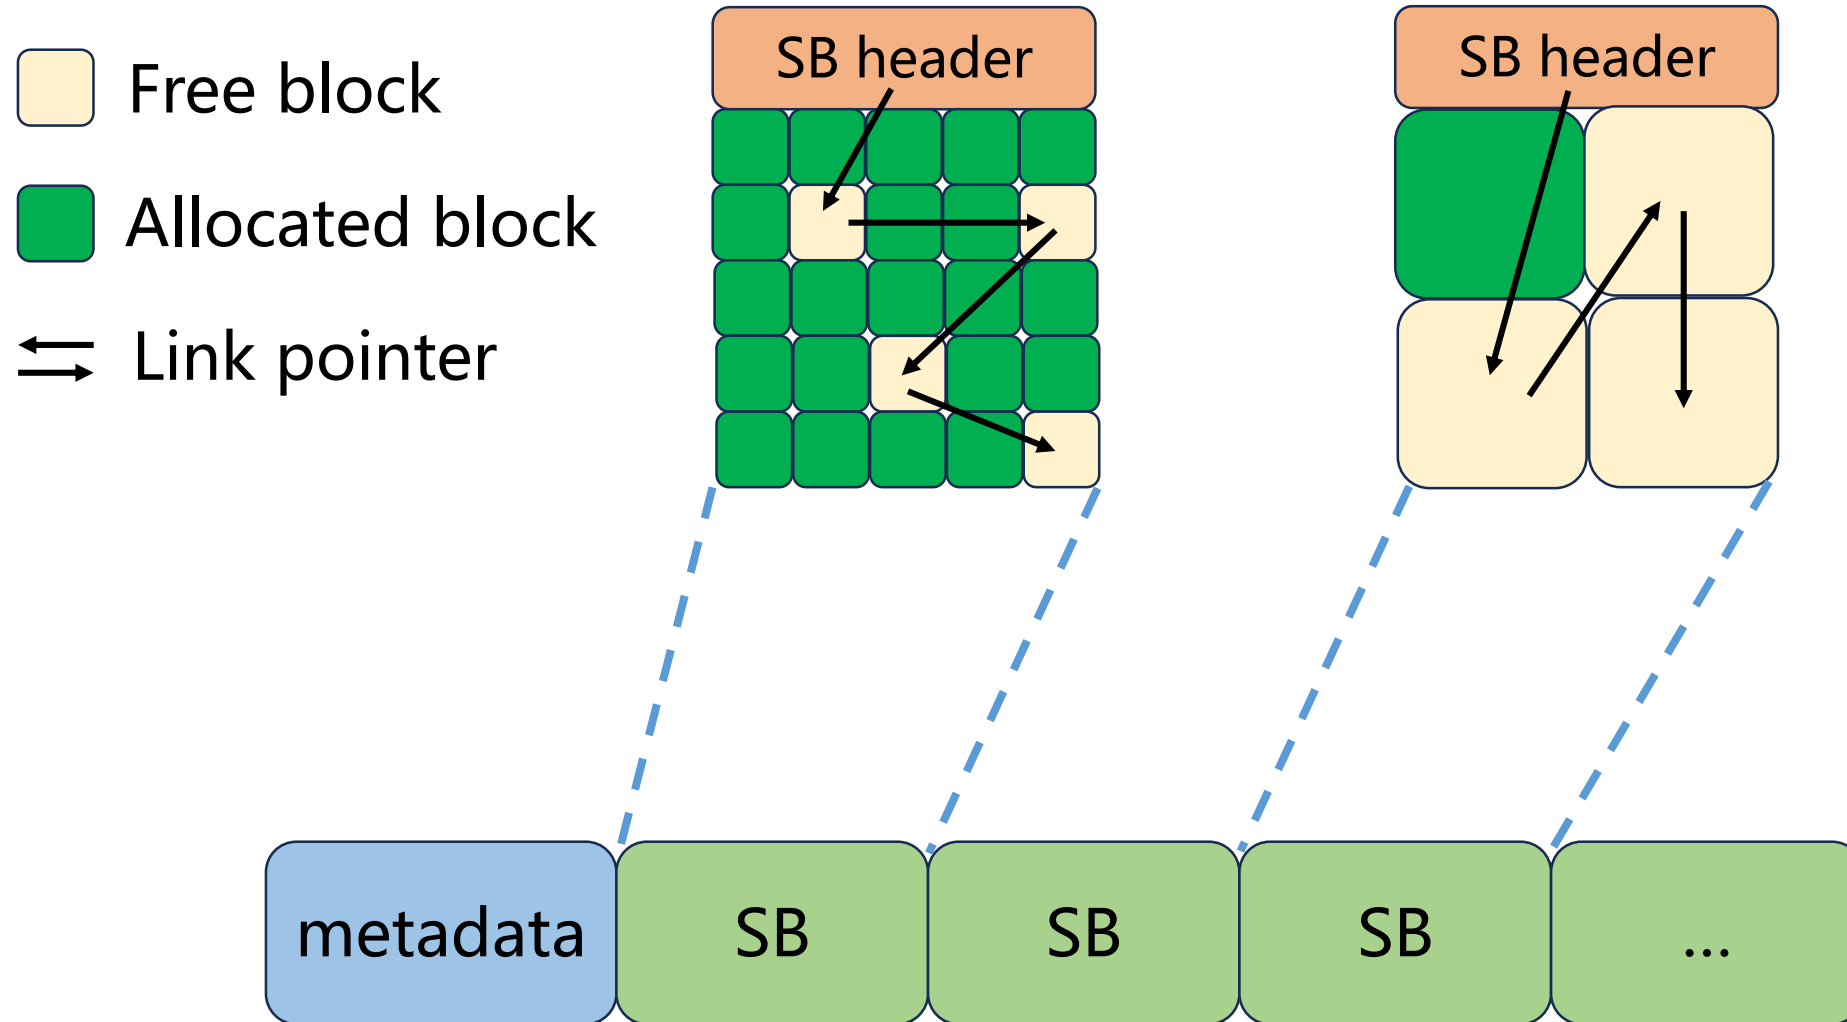 Free block
Allocated block
Link pointer
SB header
SB header
metadata
SB
SB
SB
...